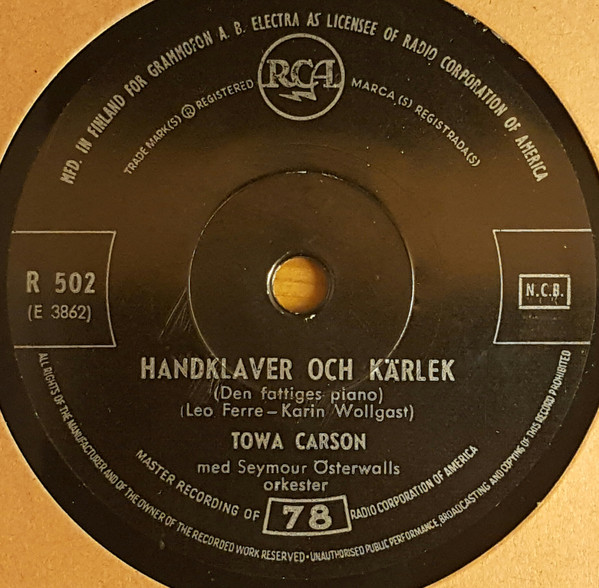 MFD. IN FINLAND FOR GRAMMOFON A. B. ELECTRA AS LICENSEE OF RADIO CORPORATION OF AMERICA
RCA
TRADE MARK(S) ® REGISTERED MARCA(S) REGISTRADA(S)
R 502
(E 3862)
N.C.B.
HANDKLAVER OCH KÄRLEK
(Den fattiges piano)
(Leo Ferre – Karin Wollgast)
TOWA CARSON
med Seymour Österwalls
orkester
MASTER RECORDING OF RADIO CORPORATION OF AMERICA
78
ALL RIGHTS OF THE MANUFACTURER AND OF THE OWNER OF THE RECORDED WORK RESERVED • UNAUTHORISED PUBLIC PERFORMANCE, BROADCASTING AND COPYING OF THIS RECORD PROHIBITED